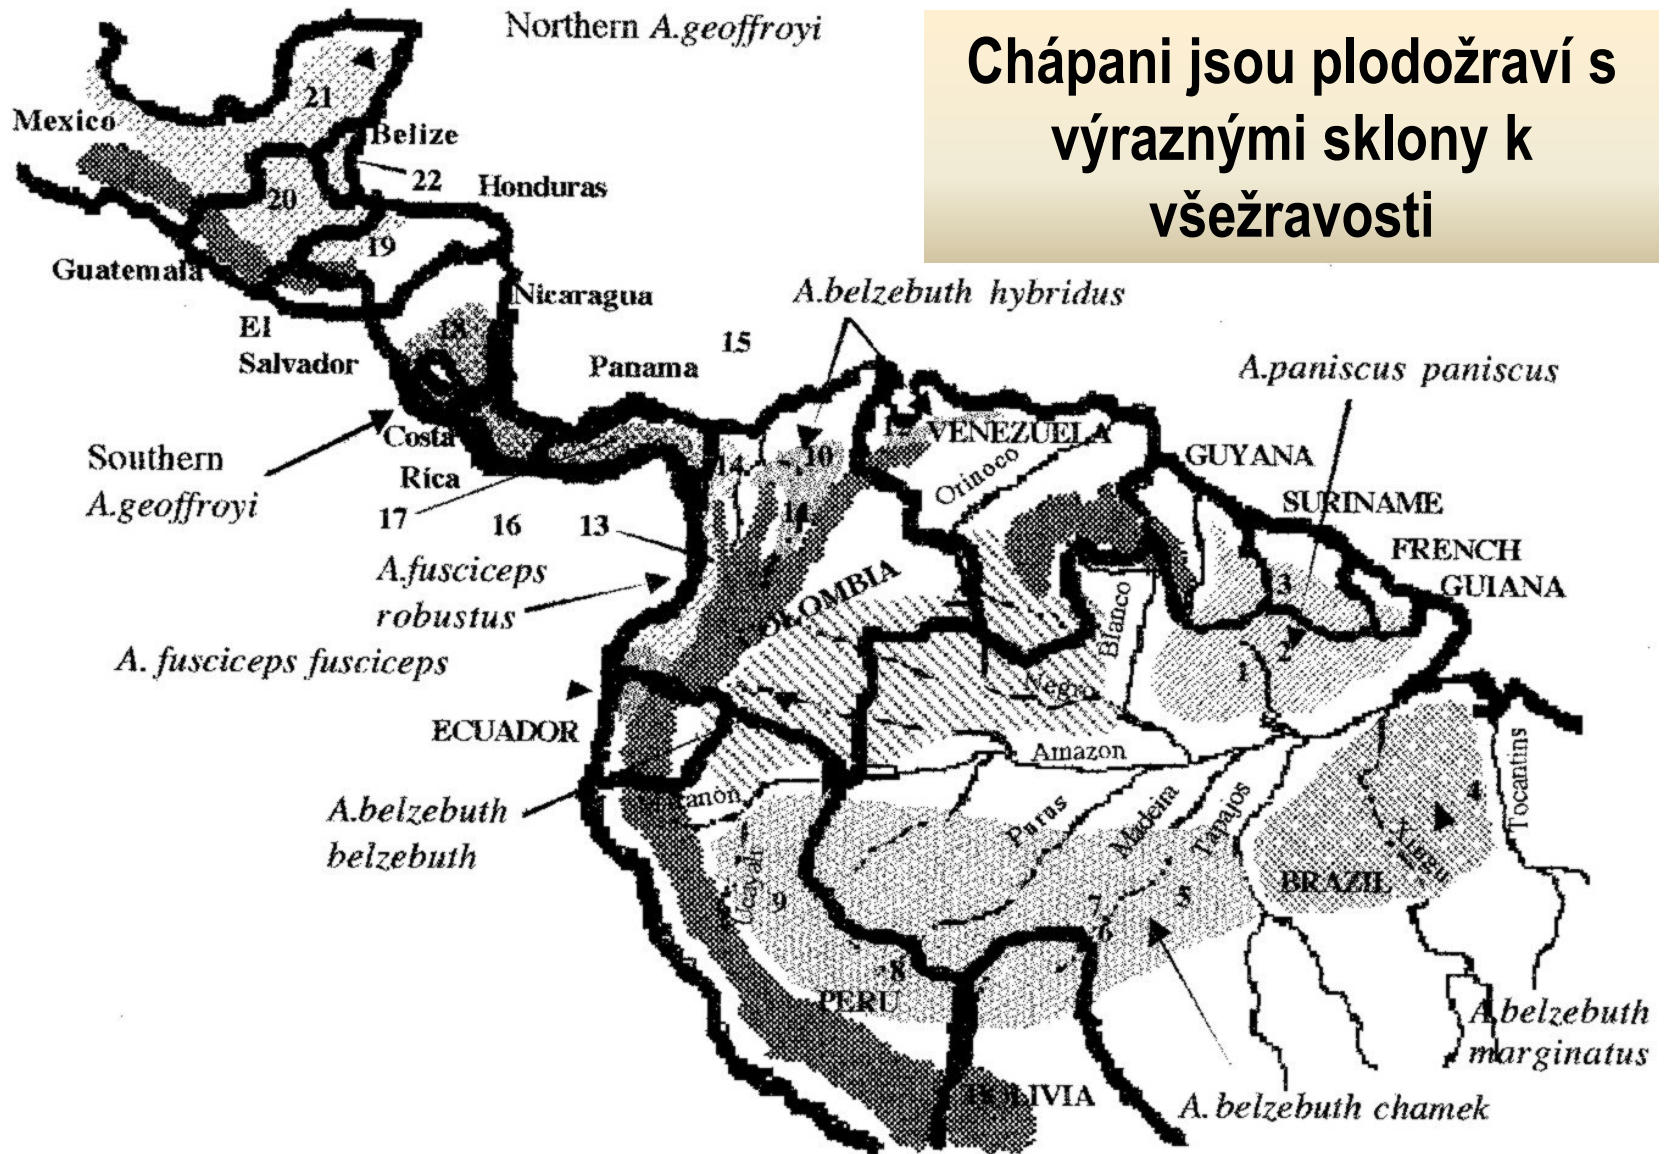 Northern A.geoffroyi
Chápani jsou plodožraví s
výraznými sklony k
všežravosti
21
Mexico
Belize
22
Honduras
20
19
Guatemala
Nicaragua
A.belzebuth hybridus
El
Salvador
18
15
Panama
A.paniscus paniscus
Costa
Rica
12
VENEZUELA
Southern
A.geoffroyi
14
10
Orinoco
GUYANA
SURINAME
17
16
13
11
FRENCH
GUIANA
A.fusciceps
robustus
COLOMBIA
3
Blanco
A. fusciceps fusciceps
2
1
Negro
ECUADOR
Amazon
Tocantins
A.belzebuth
belzebuth
Purus
Madeira
Tapajos
4
Xingu
BRAZIL
Ucayali
9
7
5
6
8
PERU
A.belzebuth
marginatus
BOLIVIA
A. belzebuth chamek